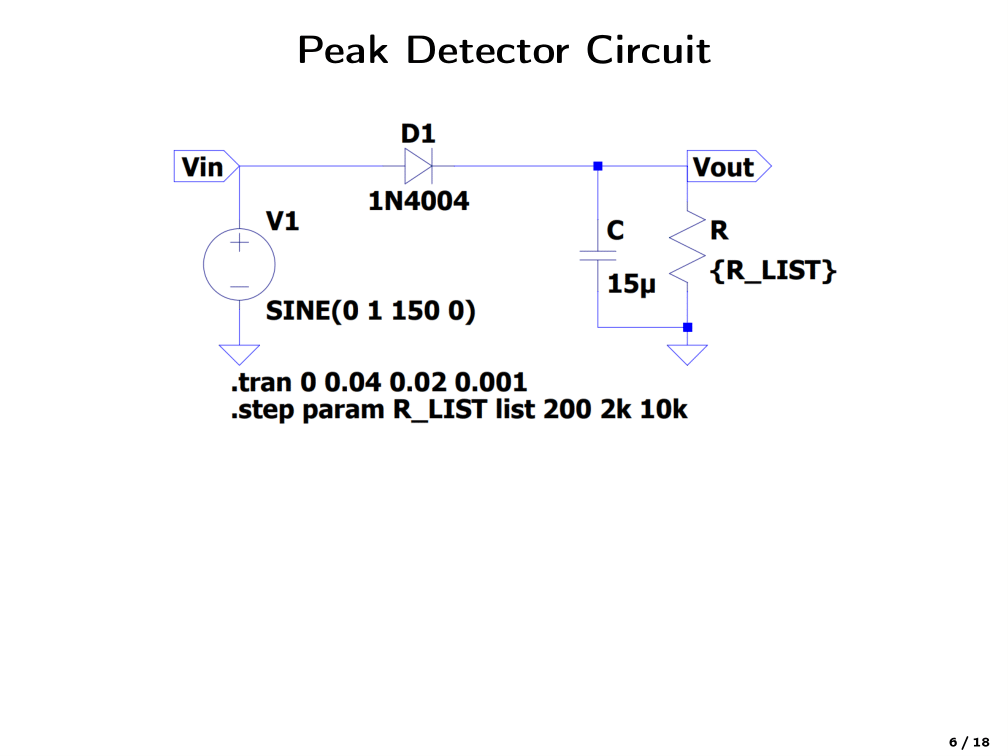 Peak Detector Circuit
D1
Vin
Vout
1N4004
V1
C
R
15µ
{R_LIST}
SINE(0 1 150 0)
.tran 0 0.04 0.02 0.001
.step param R_LIST list 200 2k 10k
6 / 18